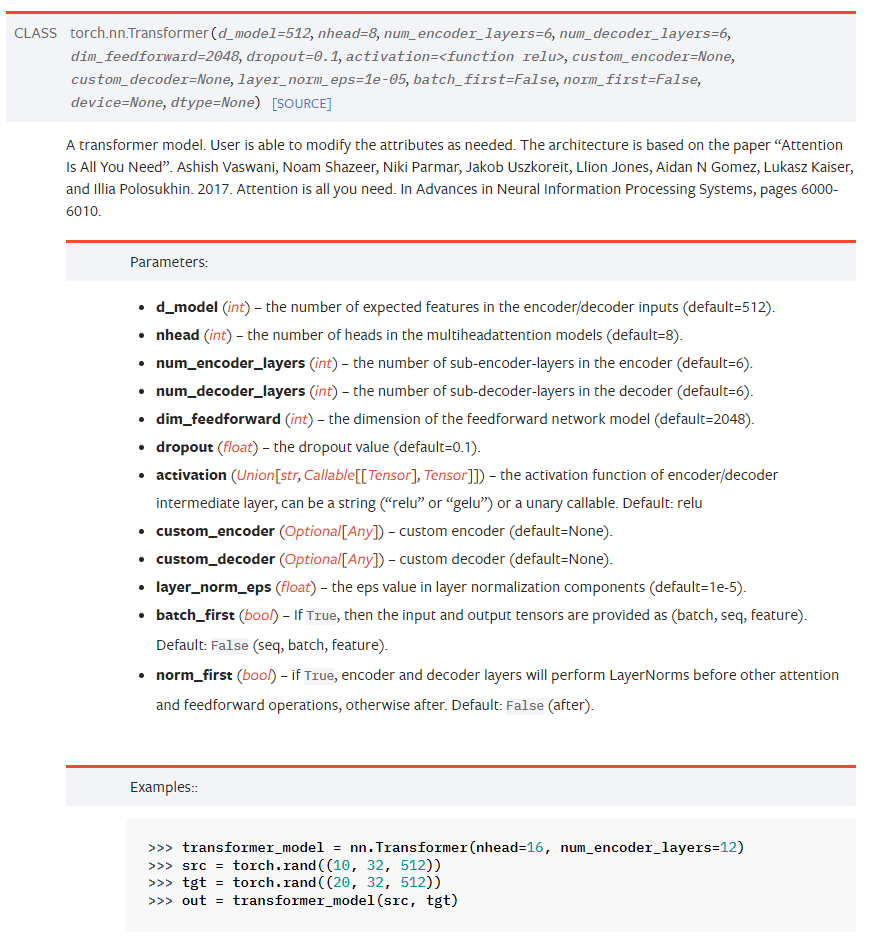 CLASS torch.nn.Transformer(d_model=512, nhead=8, num_encoder_layers=6, num_decoder_layers=6,
dim_feedforward=2048, dropout=0.1, activation=<function relu>, custom_encoder=None,
custom_decoder=None, layer_norm_eps=1e-05, batch_first=False, norm_first=False,
device=None, dtype=None) [SOURCE]
A transformer model. User is able to modify the attributes as needed. The architecture is based on the paper “Attention
Is All You Need”. Ashish Vaswani, Noam Shazeer, Niki Parmar, Jakob Uszkoreit, Llion Jones, Aidan N Gomez, Lukasz Kaiser,
and Illia Polosukhin. 2017. Attention is all you need. In Advances in Neural Information Processing Systems, pages 6000-
6010.
Parameters:
• d_model (int) – the number of expected features in the encoder/decoder inputs (default=512).
• nhead (int) – the number of heads in the multiheadattention models (default=8).
• num_encoder_layers (int) – the number of sub-encoder-layers in the encoder (default=6).
• num_decoder_layers (int) – the number of sub-decoder-layers in the decoder (default=6).
• dim_feedforward (int) – the dimension of the feedforward network model (default=2048).
• dropout (float) – the dropout value (default=0.1).
• activation (Union[str, Callable[[Tensor], Tensor]]) – the activation function of encoder/decoder
intermediate layer, can be a string (“relu” or “gelu”) or a unary callable. Default: relu
• custom_encoder (Optional[Any]) – custom encoder (default=None).
• custom_decoder (Optional[Any]) – custom decoder (default=None).
• layer_norm_eps (float) – the eps value in layer normalization components (default=1e-5).
• batch_first (bool) – If True, then the input and output tensors are provided as (batch, seq, feature).
Default: False (seq, batch, feature).
• norm_first (bool) – if True, encoder and decoder layers will perform LayerNorms before other attention
and feedforward operations, otherwise after. Default: False (after).
Examples::
>>> transformer_model = nn.Transformer(nhead=16, num_encoder_layers=12)
>>> src = torch.rand((10, 32, 512))
>>> tgt = torch.rand((20, 32, 512))
>>> out = transformer_model(src, tgt)